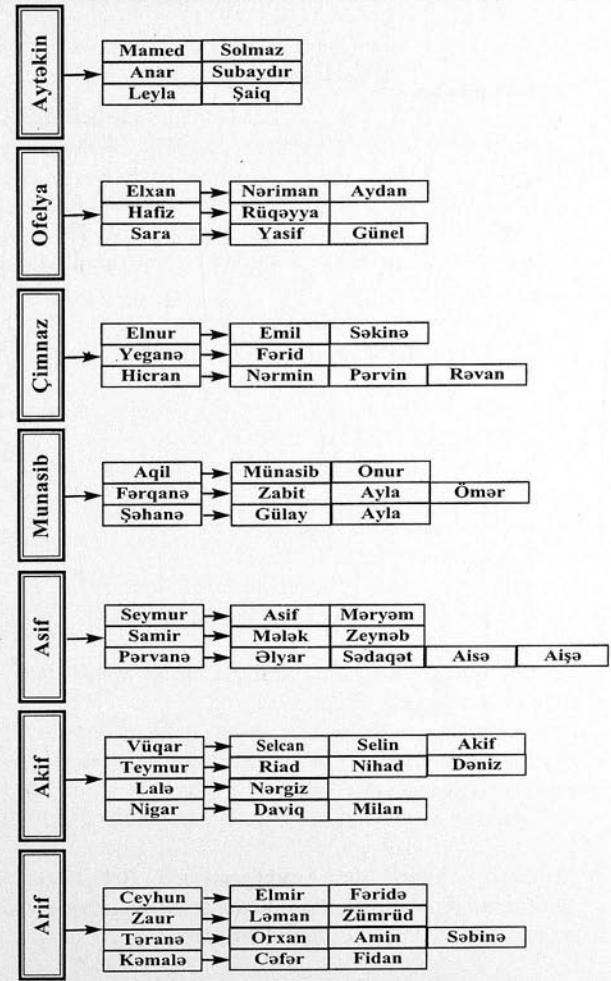 Aytəkin
Mamed Solmaz
Anar Subaydır
Leyla Şaiq
Ofelya
Elxan Nəriman Aydan
Hafiz Rüqəyya
Sara Yasif Günel
Çimnaz
Elnur Emil Səkinə
Yeganə Fərid
Hicran Nərmin Pərvin Rəvan
Munasib
Aqil Münasib Onur
Fərqanə Zabit Ayla Ömər
Şəhanə Gülay Ayla
Asif
Seymur Asif Məryəm
Samir Mələk Zeynəb
Pərvanə Əlyar Sədaqət Aisə Aişə
Akif
Vüqar Selcan Selin Akif
Teymur Riad Nihad Dəniz
Lalə Nərgiz
Nigar Daviq Milan
Arif
Ceyhun Elmir Fəridə
Zaur Ləman Zümrüd
Təranə Orxan Amin Səbinə
Kəmalə Cəfər Fidan